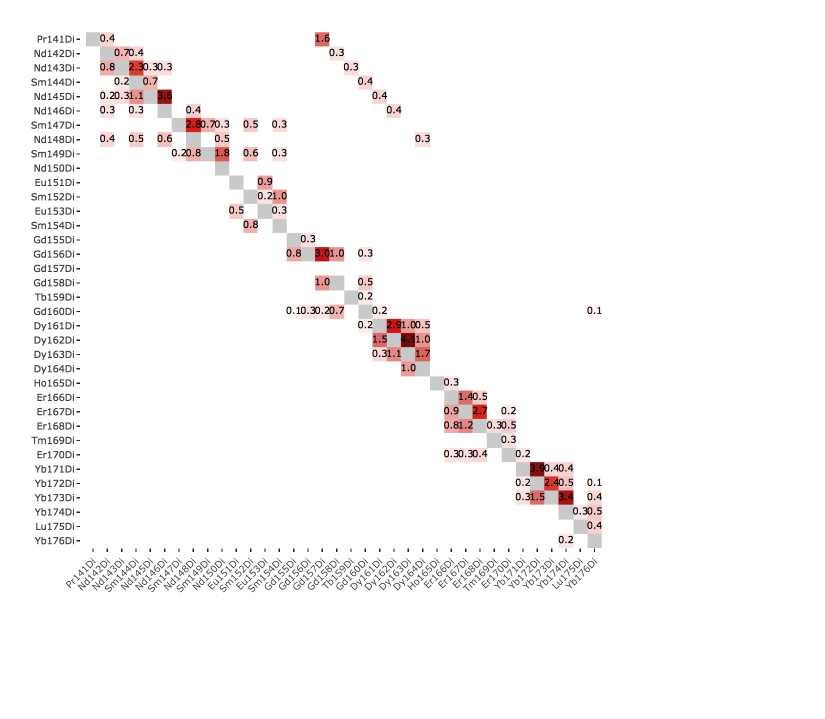 Pr141Di 0.4 1.6
Nd142Di 0.7 0.4 0.3
Nd143Di 0.8 2.3 0.3 0.3 0.3
Sm144Di 0.2 0.7 0.4
Nd145Di 0.2 0.3 1.1 3.6 0.4
Nd146Di 0.3 0.3 0.4 0.4
Sm147Di 2.8 0.7 0.3 0.5 0.3
Nd148Di 0.4 0.5 0.6 0.5 0.3
Sm149Di 0.2 0.8 1.8 0.6 0.3
Nd150Di
Eu151Di 0.9
Sm152Di 0.2 1.0
Eu153Di 0.5 0.3
Sm154Di 0.8
Gd155Di 0.3
Gd156Di 0.8 3.0 1.0 0.3
Gd157Di
Gd158Di 1.0 0.5
Tb159Di 0.2
Gd160Di 0.1 0.3 0.2 0.7 0.2 0.1
Dy161Di 0.2 2.9 1.0 0.5
Dy162Di 1.5 4.1 1.0
Dy163Di 0.3 1.1 1.7
Dy164Di 1.0
Ho165Di 0.3
Er166Di 1.4 0.5
Er167Di 0.9 2.7 0.2
Er168Di 0.8 1.2 0.3 0.5
Tm169Di 0.3
Er170Di 0.3 0.3 0.4 0.2
Yb171Di 3.9 0.4 0.4
Yb172Di 0.2 2.4 0.5 0.1
Yb173Di 0.3 1.5 3.4 0.4
Yb174Di 0.3 0.5
Lu175Di 0.4
Yb176Di 0.2
Pr141Di Nd142Di Nd143Di Sm144Di Nd145Di Nd146Di Sm147Di Nd148Di Sm149Di Nd150Di Eu151Di Sm152Di Eu153Di Sm154Di Gd155Di Gd156Di Gd157Di Gd158Di Tb159Di Gd160Di Dy161Di Dy162Di Dy163Di Dy164Di Ho165Di Er166Di Er167Di Er168Di Tm169Di Er170Di Yb171Di Yb172Di Yb173Di Yb174Di Lu175Di Yb176Di